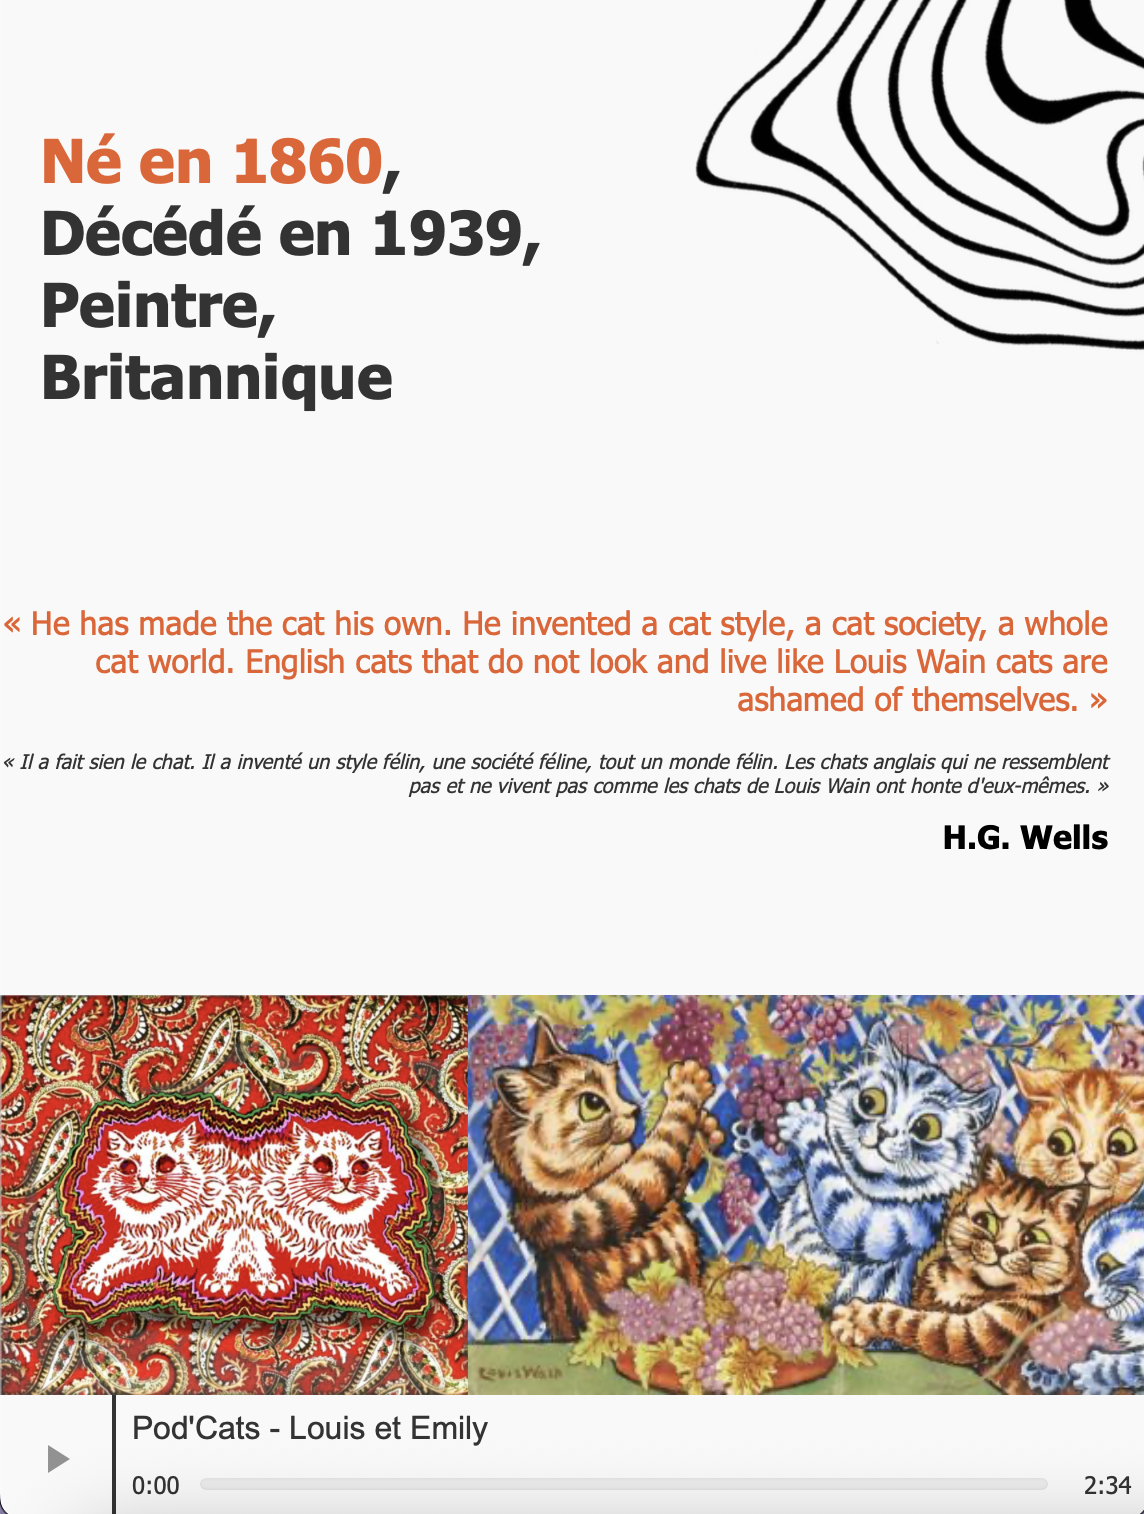 Né en 1860,
Décédé en 1939,
Peintre,
Britannique
« He has made the cat his own. He invented a cat style, a cat society, a whole
cat world. English cats that do not look and live like Louis Wain cats are
ashamed of themselves. »
« Il a fait sien le chat. Il a inventé un style félin, une société féline, tout un monde félin. Les chats anglais qui ne ressemblent
pas et ne vivent pas comme les chats de Louis Wain ont honte d'eux-mêmes. »
H.G. Wells
Louis Wain
Pod'Cats - Louis et Emily
0:00
2:34